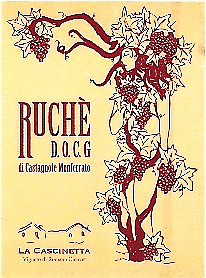 RUCHÈ
D.O.C.G
di Castagnole Monferrato
LA CASCINETTA